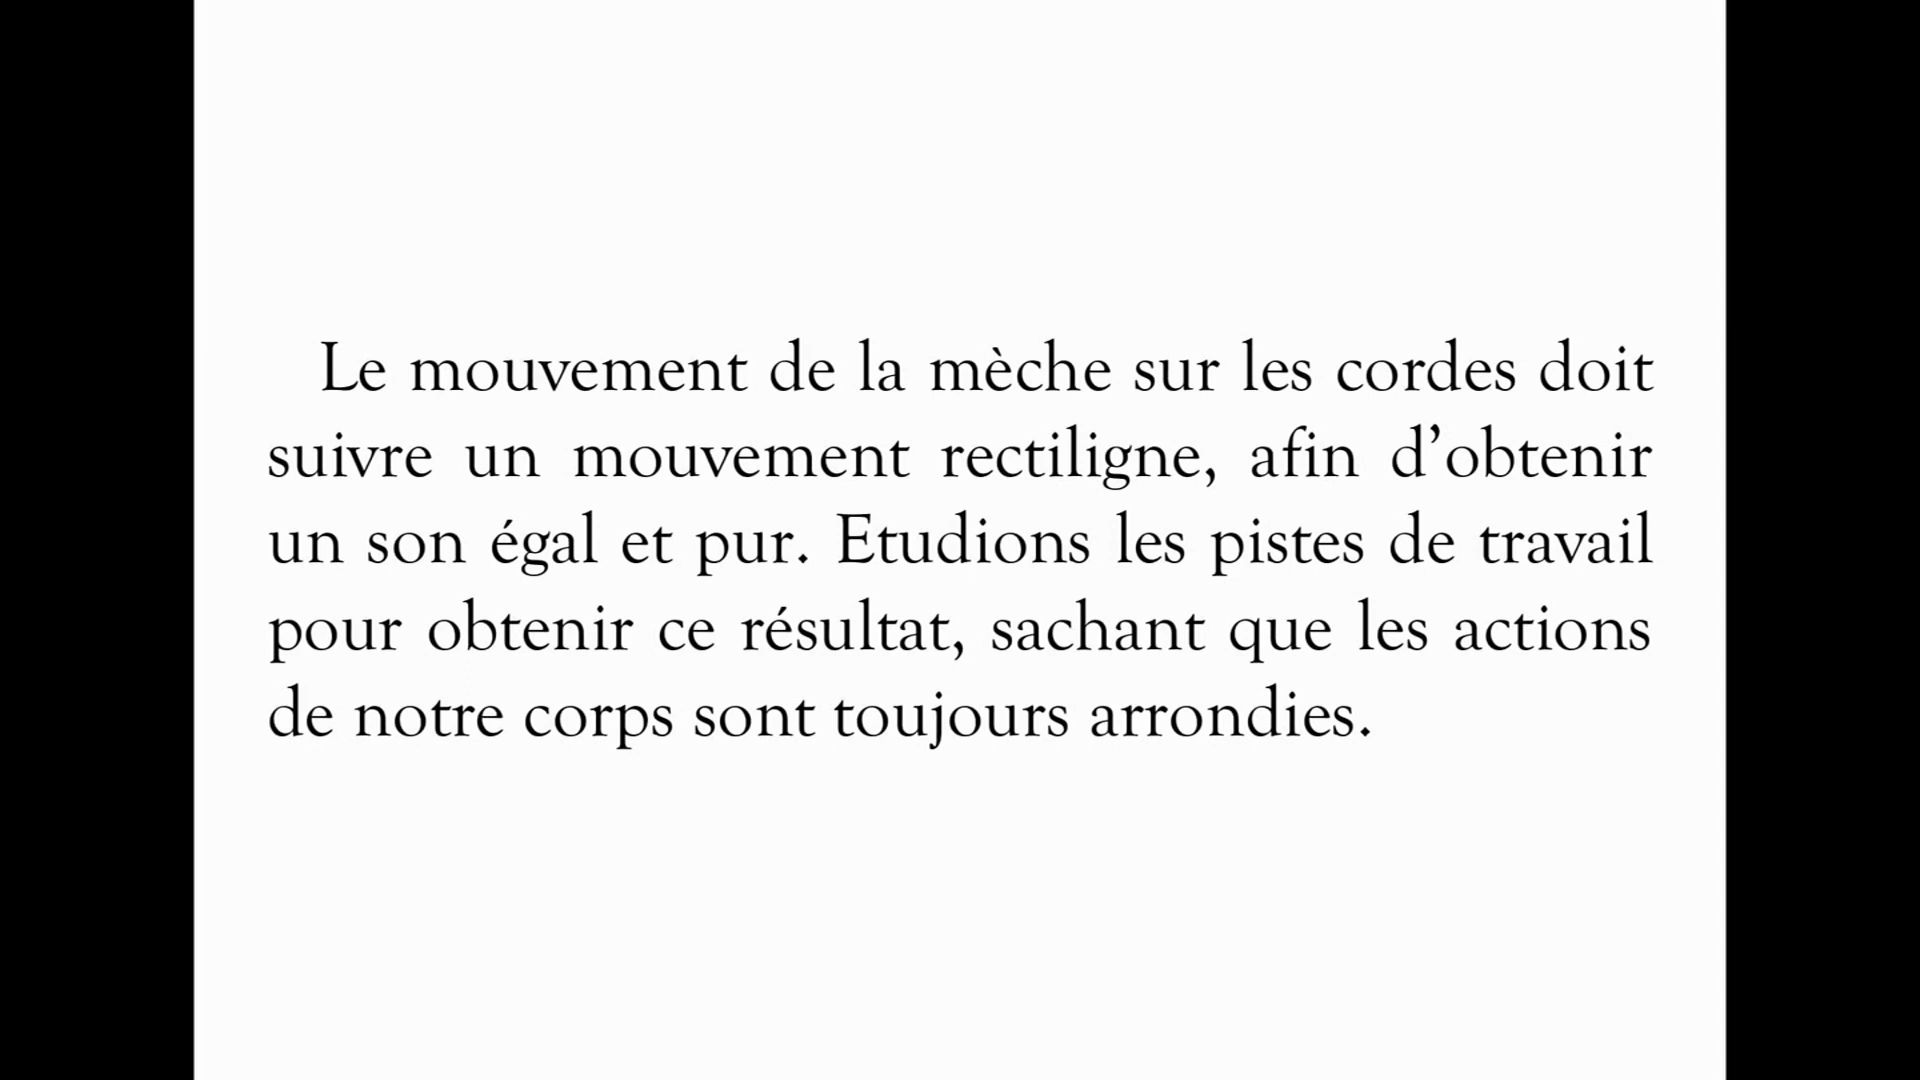 Le mouvement de la mèche sur les cordes doit
suivre un mouvement rectiligne, afin d’obtenir
un son égal et pur. Etudions les pistes de travail
pour obtenir ce résultat, sachant que les actions
de notre corps sont toujours arrondies.